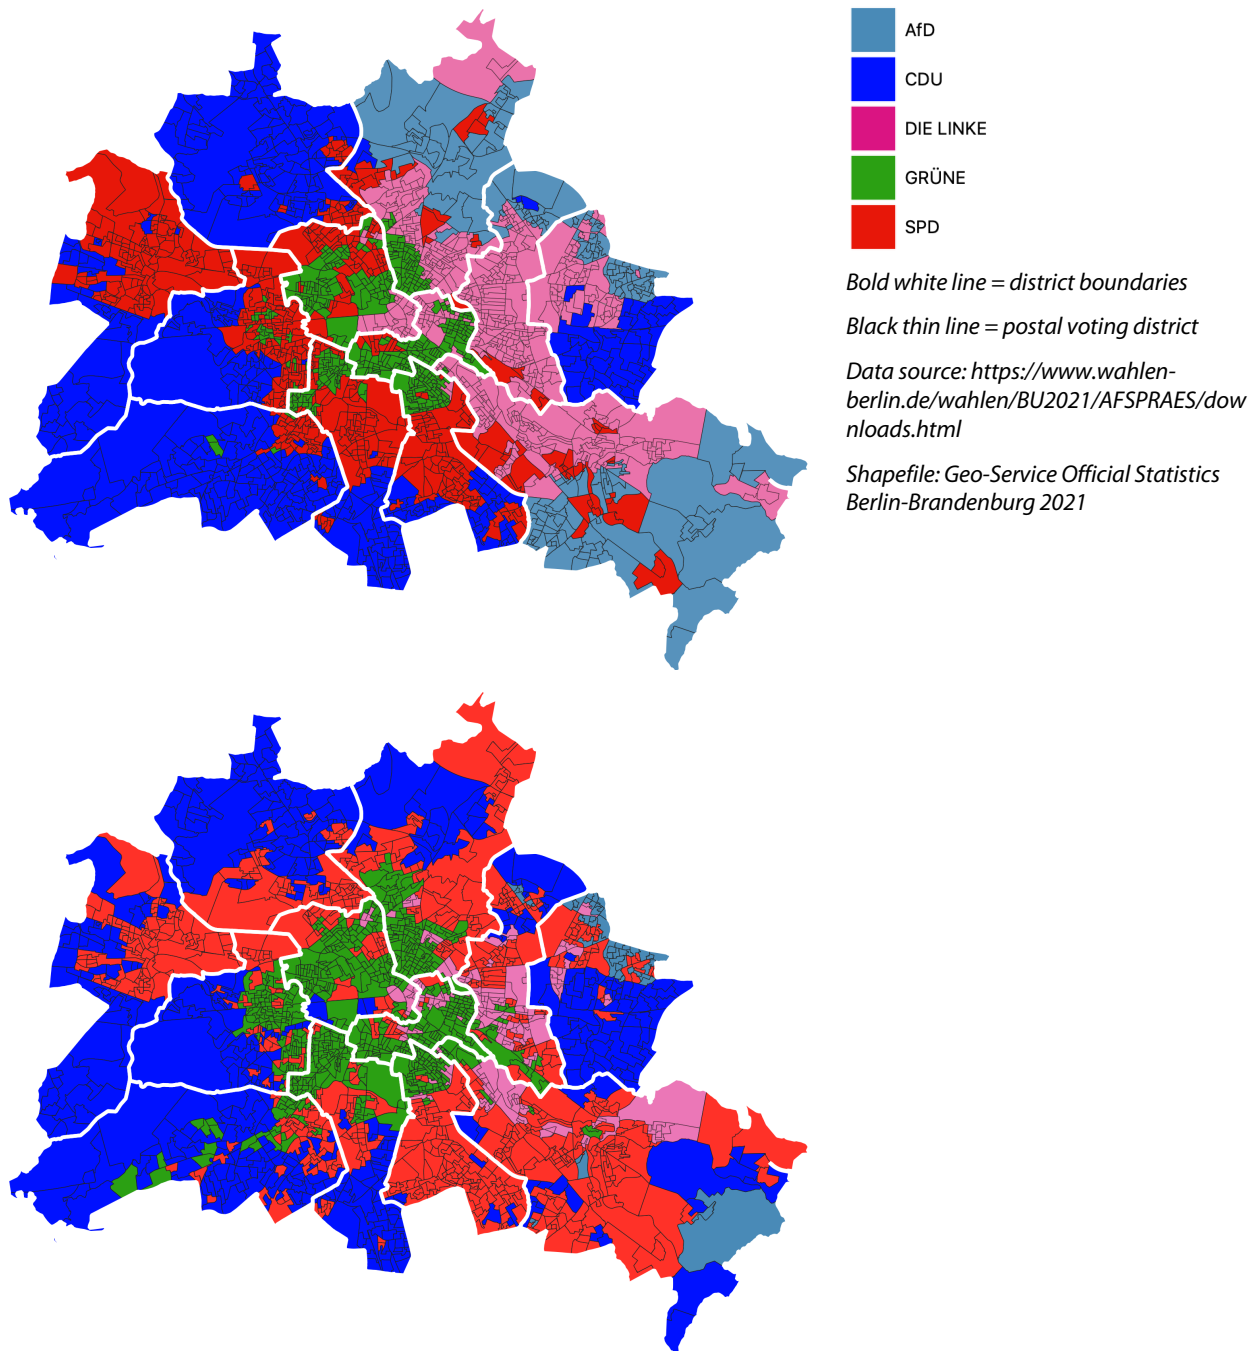 AfD
CDU
DIE LINKE
GRÜNE
SPD
Bold white line = district boundaries
Black thin line = postal voting district
Data source: https://www.wahlen-
berlin.de/wahlen/BU2021/AFSPRAES/dow
nloads.html
Shapefile: Geo-Service Official Statistics
Berlin-Brandenburg 2021